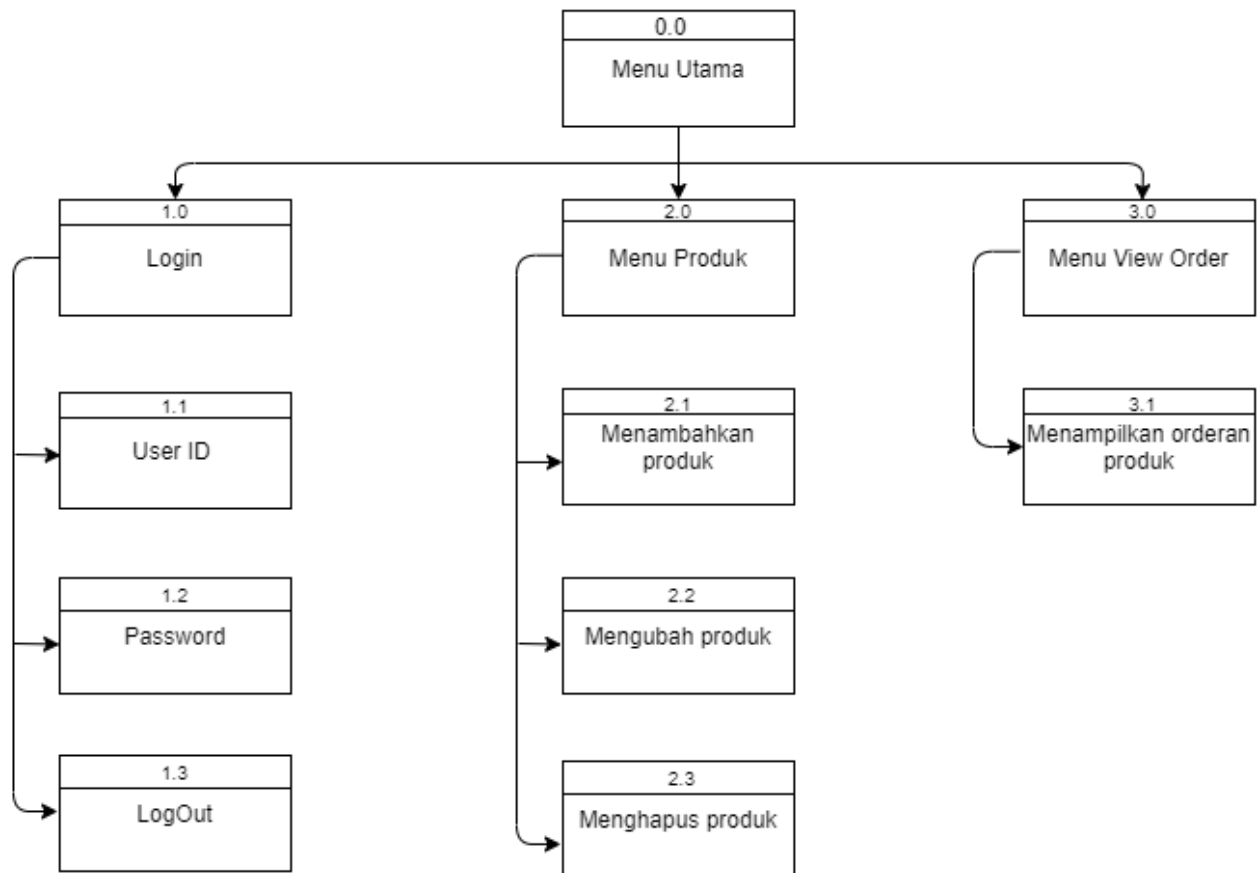 0.0
Menu Utama
1.0
Login
2.0
Menu Produk
3.0
Menu View Order
1.1
User ID
2.1
Menambahkan
produk
3.1
Menampilkan orderan
produk
1.2
Password
2.2
Mengubah produk
1.3
LogOut
2.3
Menghapus produk